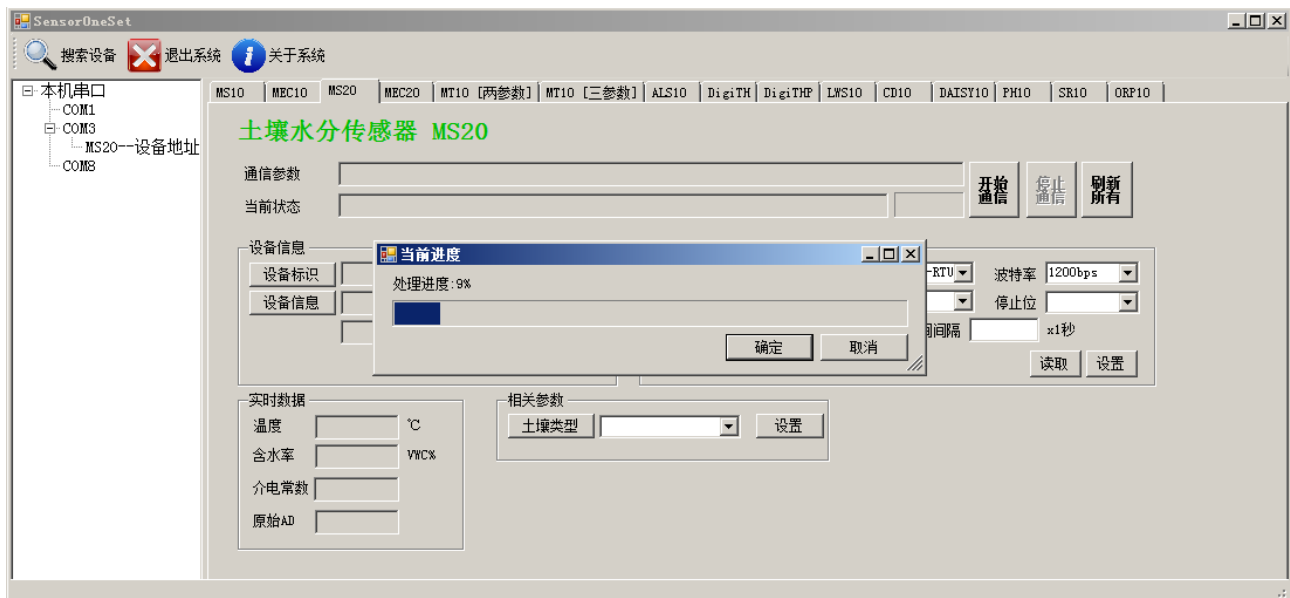 SensorOneSet
搜索设备 退出系统 关于系统
本机串口
COM1
COM3
MS20--设备地址
COM8
MS10 MEC10 MS20 MEC20 MT10 [两参数] MT10 [三参数] ALS10 DigiTH DigiTHP LWS10 CD10 DAISY10 PH10 SR10 ORP10
土壤水分传感器 MS20
通信参数
当前状态
开始通信 停止通信 刷新所有
设备信息
设备标识
设备信息
当前进度
处理进度:9%
确定 取消
-RTU 波特率 1200bps
停止位
间隔 x1秒
读取 设置
实时数据
温度 ℃
含水率 VWC%
介电常数
原始AD
相关参数
土壤类型 设置